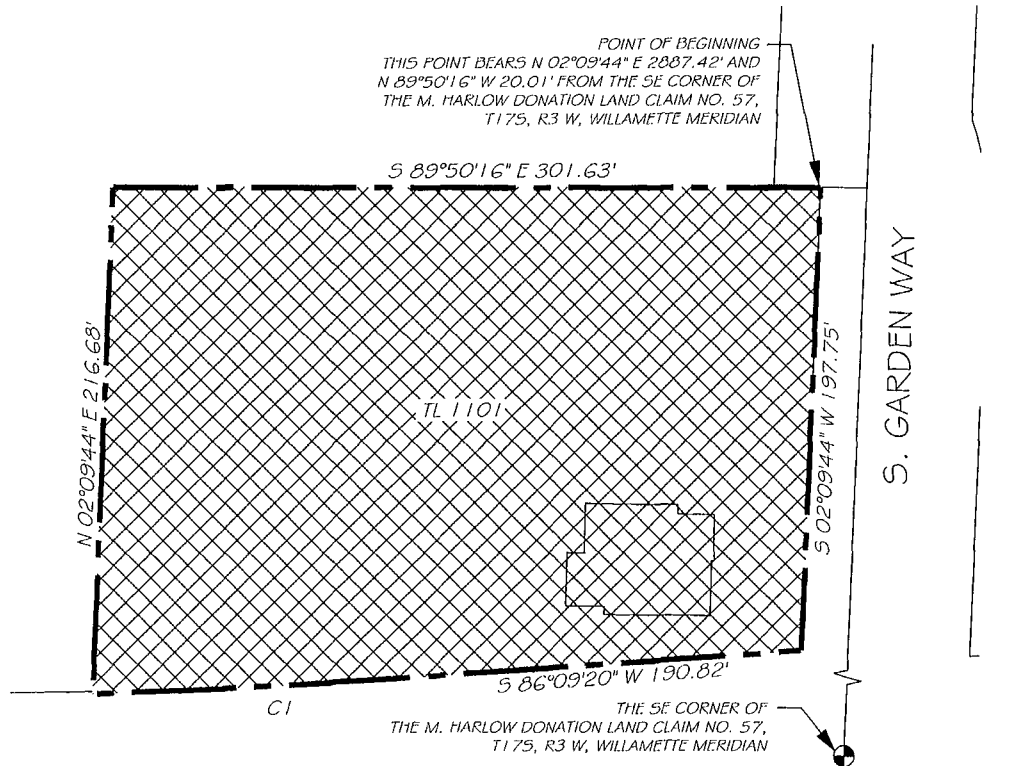 POINT OF BEGINNING
THIS POINT BEARS N 02°09'44" E 2887.42' AND
N 89°50'16" W 20.01' FROM THE SE CORNER OF
THE M. HARLOW DONATION LAND CLAIM NO. 57,
T17S, R3 W, WILLAMETTE MERIDIAN
S 89°50'16" E 301.63'
N 02°09'44" E 216.68'
TL 1101
S 02°09'44" W 197.75'
S. GARDEN WAY
S 86°09'20" W 190.82'
C1
THE SE CORNER OF
THE M. HARLOW DONATION LAND CLAIM NO. 57,
T17S, R3 W, WILLAMETTE MERIDIAN